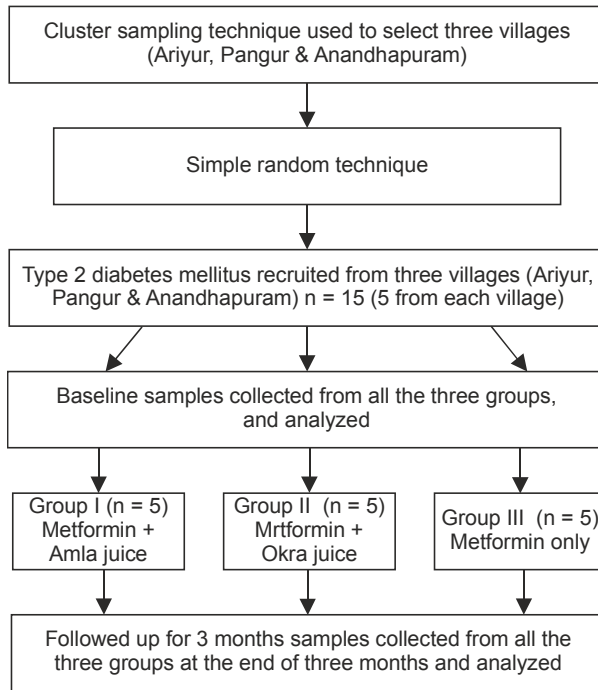 Cluster sampling technique used to select three villages
(Ariyur, Pangur & Anandhapuram)
Simple random technique
Type 2 diabetes mellitus recruited from three villages (Ariyur,
Pangur & Anandhapuram) n = 15 (5 from each village)
Baseline samples collected from all the three groups,
and analyzed
Group I (n = 5)
Metformin +
Amla juice
Group II (n = 5)
Mrtformin +
Okra juice
Group III (n = 5)
Metformin only
Followed up for 3 months samples collected from all the
three groups at the end of three months and analyzed